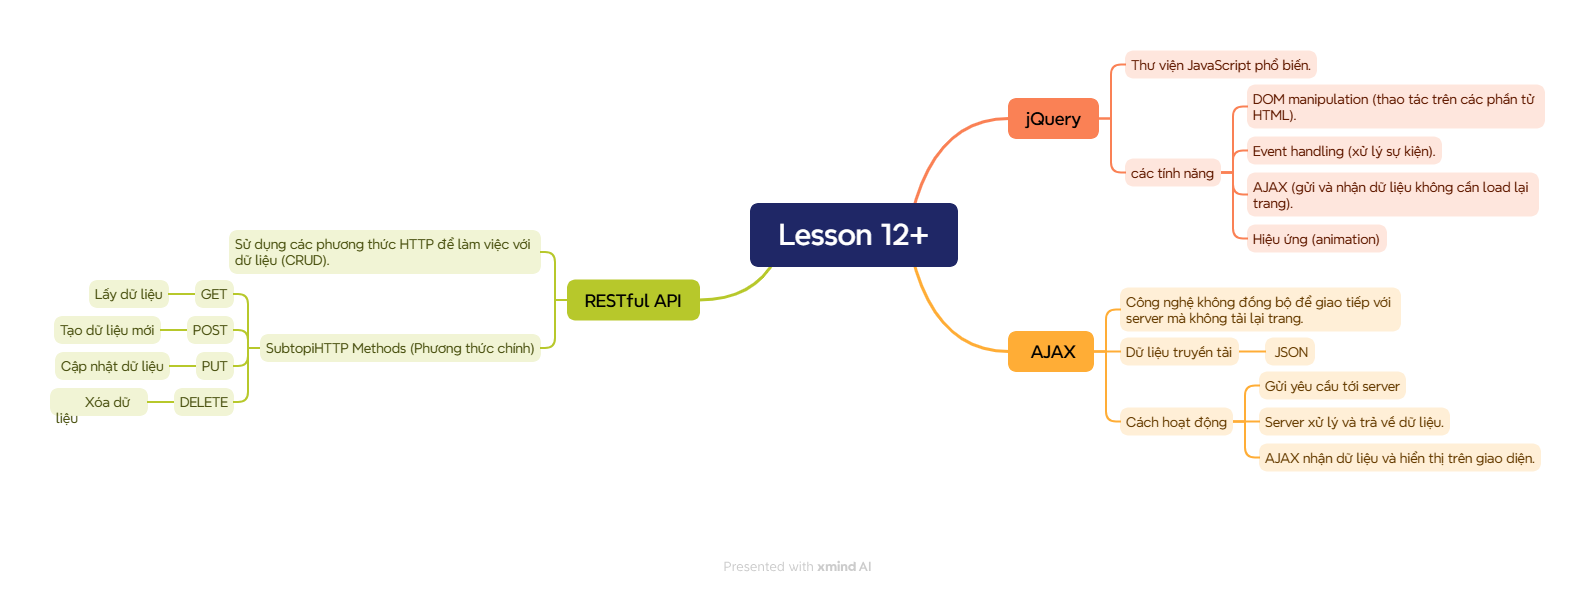 Lesson 12+
jQuery
Thư viện JavaScript phổ biến.
các tính năng
DOM manipulation (thao tác trên các phần tử
HTML).
Event handling (xử lý sự kiện).
AJAX (gửi và nhận dữ liệu không cần load lại
trang).
Hiệu ứng (animation)
AJAX
Công nghệ không đồng bộ để giao tiếp với
server mà không tải lại trang.
Dữ liệu truyền tải
JSON
Cách hoạt động
Gửi yêu cầu tới server
Server xử lý và trả về dữ liệu.
AJAX nhận dữ liệu và hiển thị trên giao diện.
RESTful API
Sử dụng các phương thức HTTP để làm việc với
dữ liệu (CRUD).
SubtopiHTTP Methods (Phương thức chính)
GET
Lấy dữ liệu
POST
Tạo dữ liệu mới
PUT
Cập nhật dữ liệu
DELETE
Xóa dữ
liệu
Presented with xmind AI